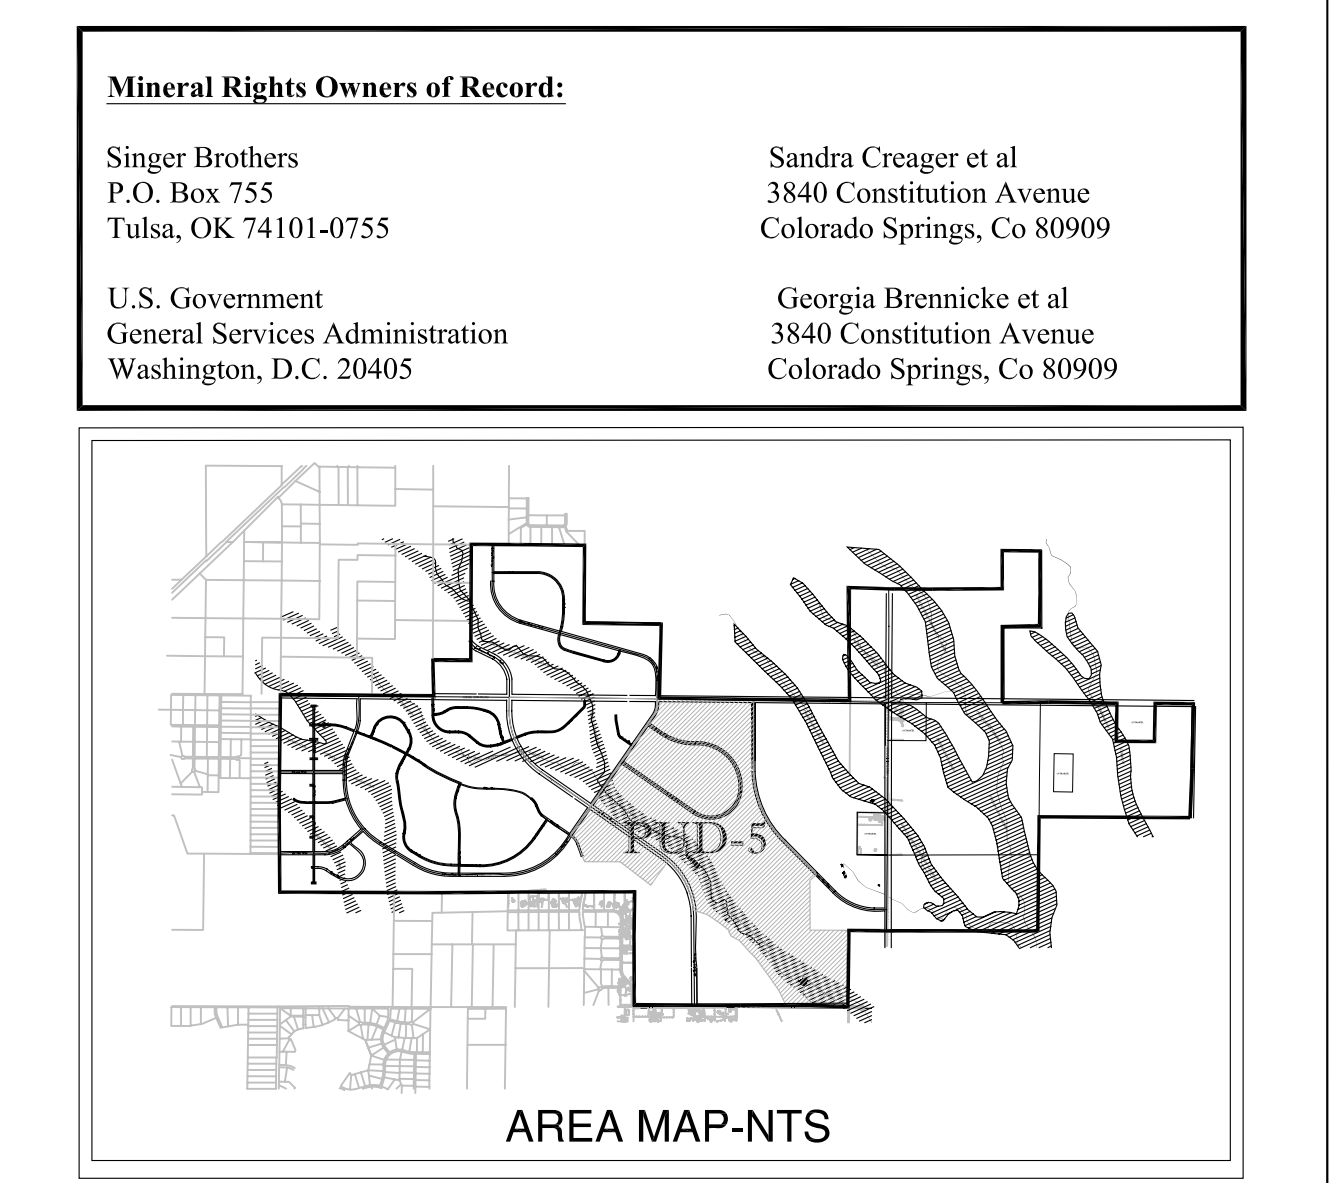 Mineral Rights Owners of Record:
Singer Brothers
P.O. Box 755
Tulsa, OK 74101-0755
Sandra Creager et al
3840 Constitution Avenue
Colorado Springs, Co 80909
U.S. Government
General Services Administration
Washington, D.C. 20405
Georgia Brennicke et al
3840 Constitution Avenue
Colorado Springs, Co 80909
PUD-5
AREA MAP-NTS